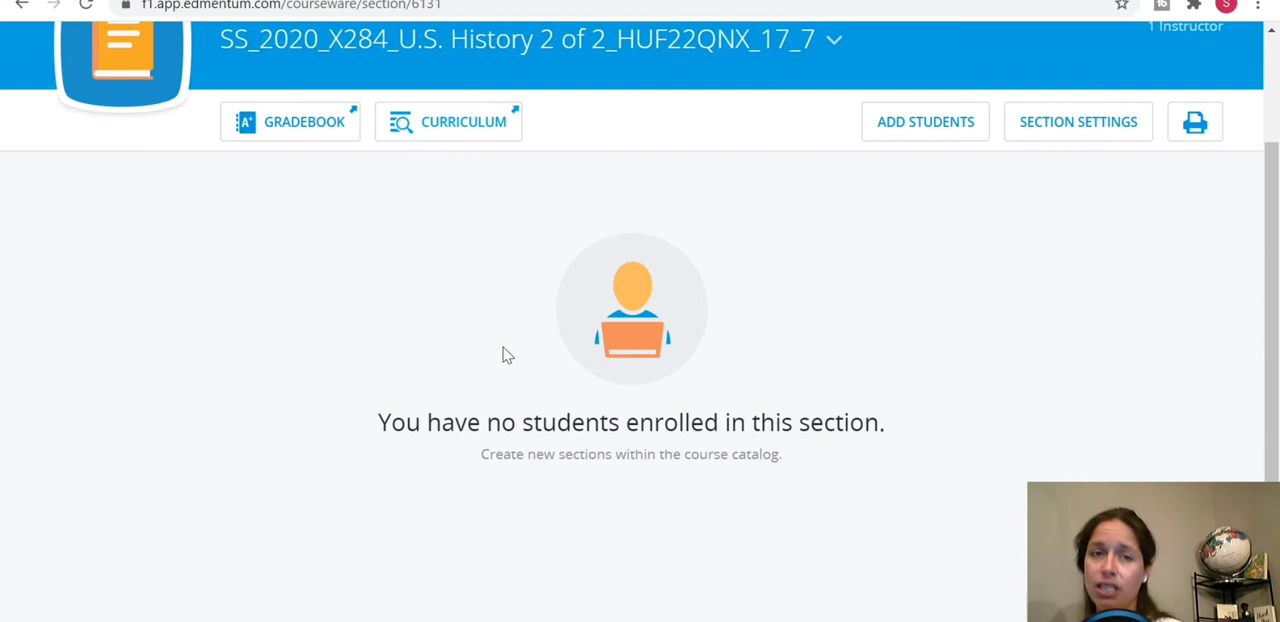 f1.app.edmentum.com/courseware/section/6131
16
S
SS_2020_X284_U.S. History 2 of 2_HUF22QNX_17_7
1 Instructor
A+ GRADEBOOK
CURRICULUM
ADD STUDENTS
SECTION SETTINGS
You have no students enrolled in this section.
Create new sections within the course catalog.